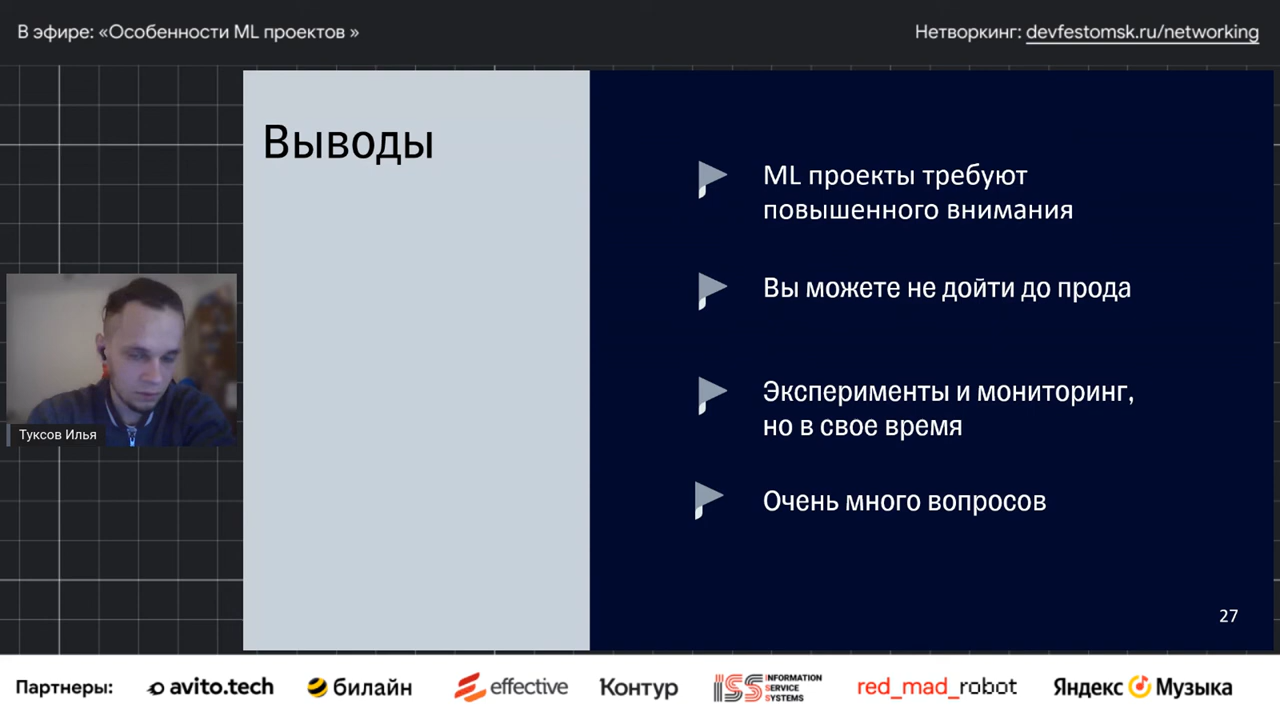 В эфире: «Особенности ML проектов »
Нетворкинг: devfestomsk.ru/networking
Выводы
ML проекты требуют
повышенного внимания
Вы можете не дойти до прода
Эксперименты и мониторинг,
но в свое время
Очень много вопросов
27
Туксов Илья
Партнеры:
avito.tech
билайн
effective
Контур
ISS INFORMATION
SERVICE
SYSTEMS
red_mad_robot
Яндекс Музыка